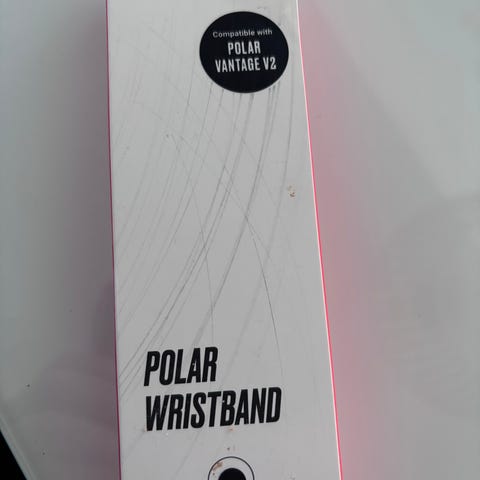 Compatible with
POLAR
VANTAGE V2
POLAR
WRISTBAND